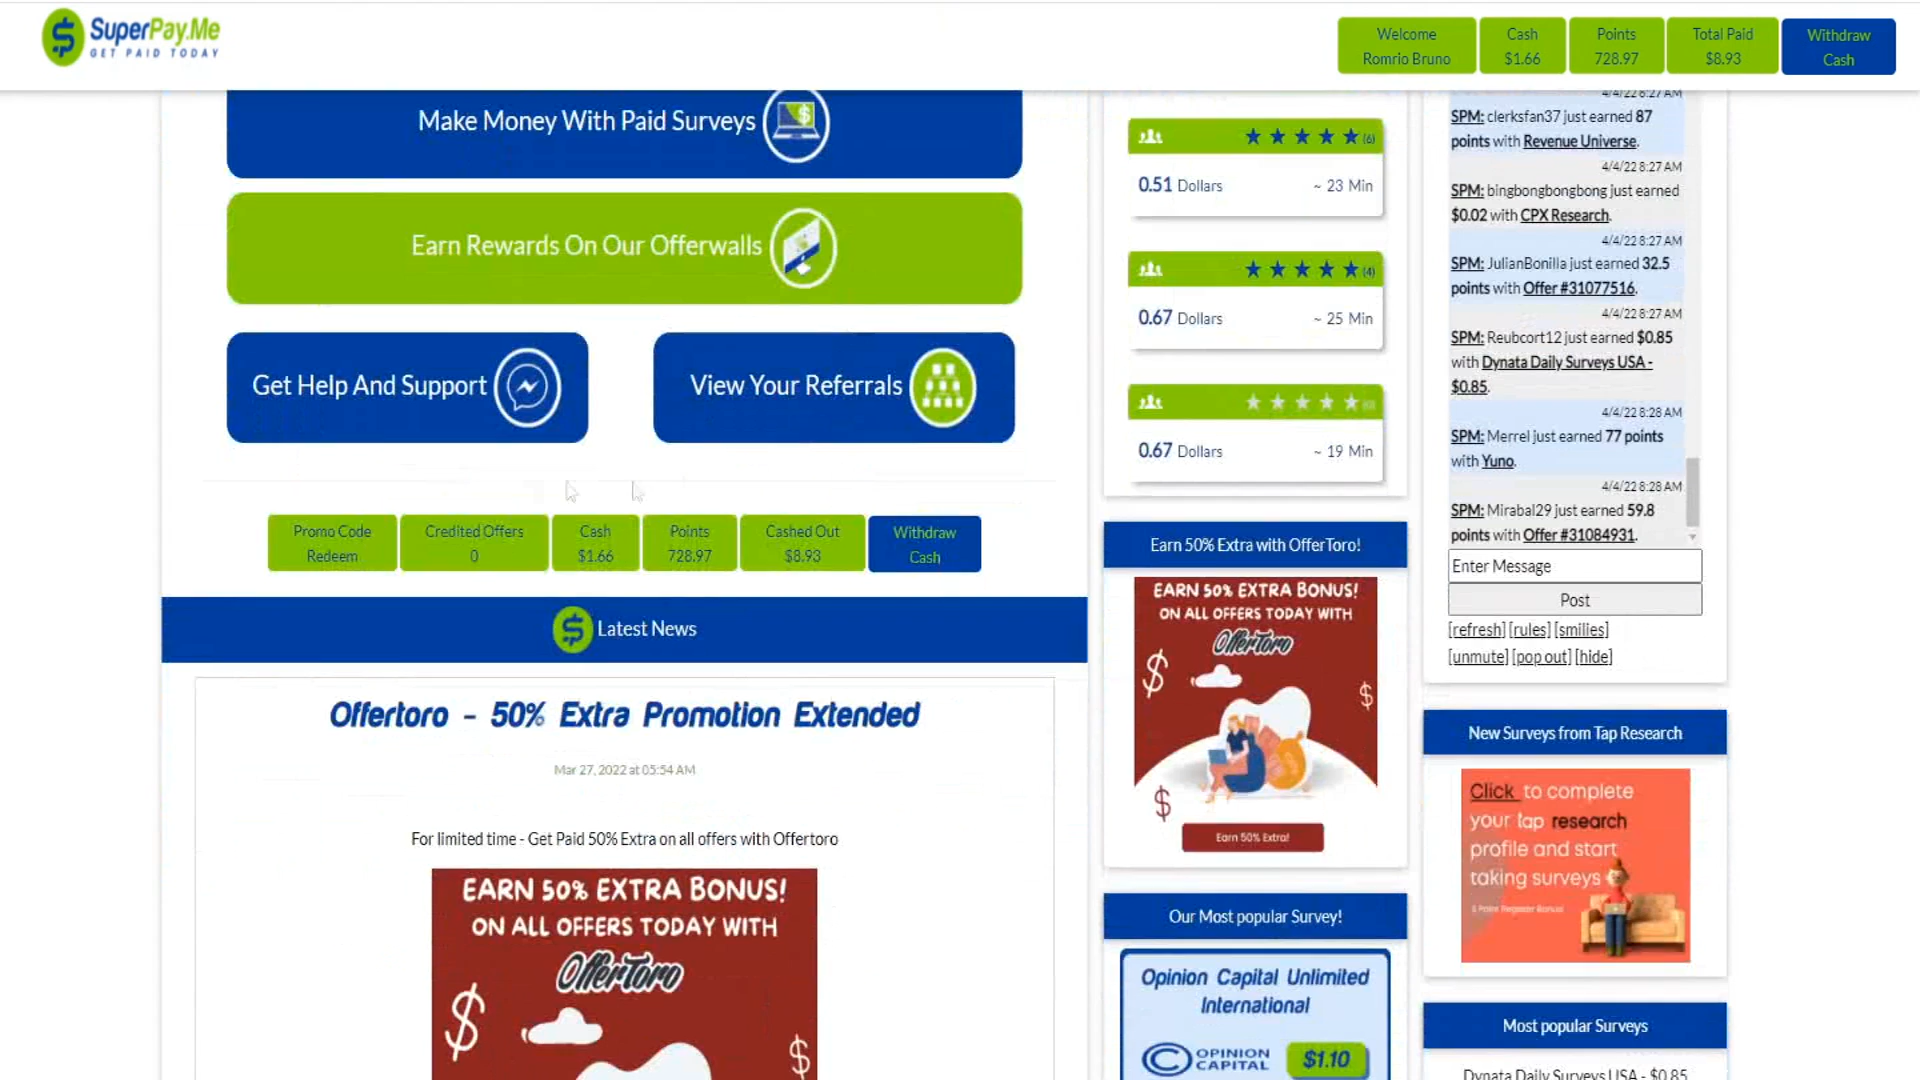 SuperPay.Me
GET PAID TODAY
Welcome
Romrio Bruno
Cash
$1.66
Points
728.97
Total Paid
$8.93
Withdraw
Cash
Make Money With Paid Surveys
Earn Rewards On Our Offerwalls
Get Help And Support
View Your Referrals
Promo Code
Redeem
Credited Offers
0
Cash
$1.66
Points
728.97
Cashed Out
$8.93
Withdraw
Cash
Latest News
Offertoro - 50% Extra Promotion Extended
Mar 27, 2022 at 05:54 AM
For limited time - Get Paid 50% Extra on all offers with Offertoro
EARN 50% EXTRA BONUS!
ON ALL OFFERS TODAY WITH
OfferToro
(6)
0.51 Dollars ~ 23 Min
(4)
0.67 Dollars ~ 25 Min
0.67 Dollars ~ 19 Min
Earn 50% Extra with OfferToro!
EARN 50% EXTRA BONUS!
ON ALL OFFERS TODAY WITH
OfferToro
Earn 50% Extra!
Our Most popular Survey!
Opinion Capital Unlimited
International
OPINION
CAPITAL
$1.10
4/4/22 8:27 AM
SPM: clerksfan37 just earned 87
points with Revenue Universe.
4/4/22 8:27 AM
SPM: bingbongbongbong just earned
$0.02 with CPX Research.
4/4/22 8:27 AM
SPM: JulianBonilla just earned 32.5
points with Offer #31077516.
4/4/22 8:27 AM
SPM: Reubcort12 just earned $0.85
with Dynata Daily Surveys USA -
$0.85.
4/4/22 8:28 AM
SPM: Merrel just earned 77 points
with Yuno.
4/4/22 8:28 AM
SPM: Mirabal29 just earned 59.8
points with Offer #31084931.
Enter Message
Post
[refresh] [rules] [smilies]
[unmute] [pop out] [hide]
New Surveys from Tap Research
Click to complete
your tap research
profile and start
taking surveys
5 Point Register Bonus!
Most popular Surveys
Dynata Daily Surveys USA - $0.85